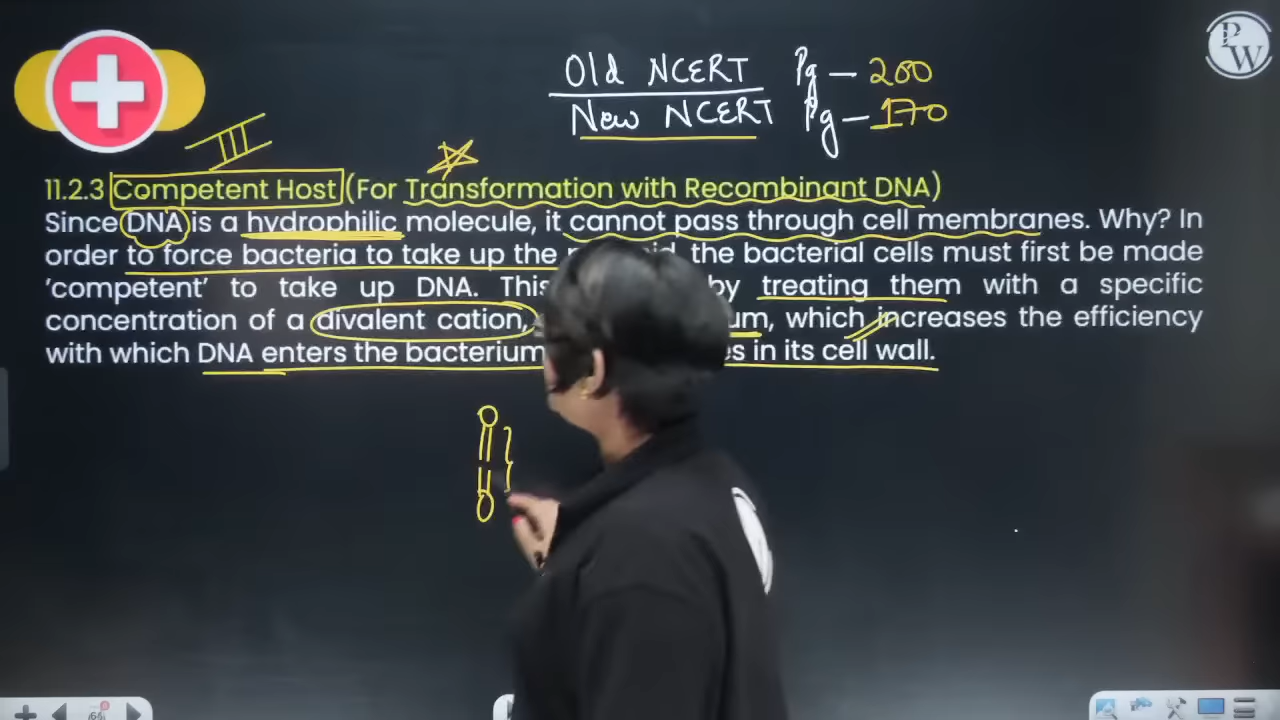 Old NCERT Pg - 200
New NCERT Pg - 170
PW
III
11.2.3 Competent Host (For Transformation with Recombinant DNA)
Since DNA is a hydrophilic molecule, it cannot pass through cell membranes. Why? In
order to force bacteria to take up the the bacterial cells must first be made
'competent' to take up DNA. This by treating them with a specific
concentration of a divalent cation, which increases the efficiency
with which DNA enters the bacterium in its cell wall.